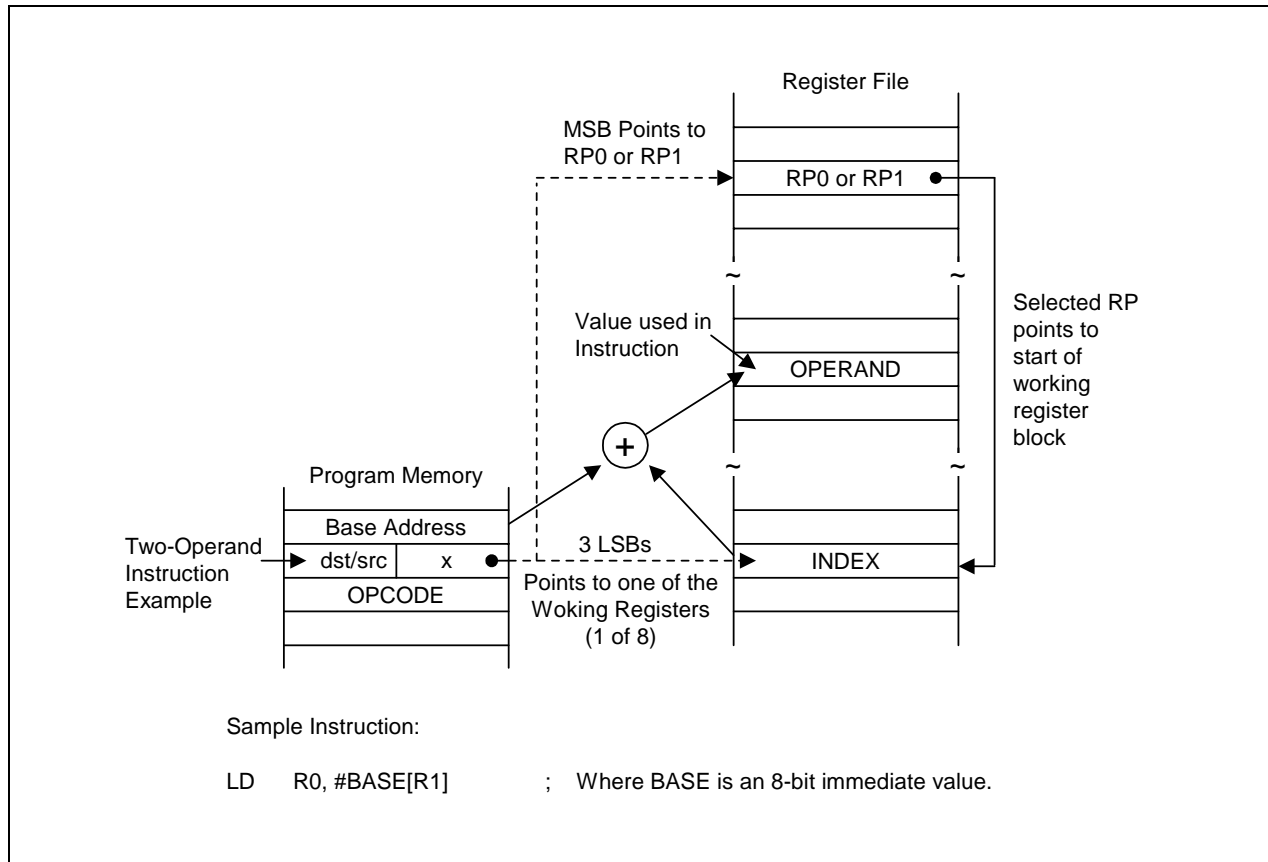 Register File
MSB Points to
RP0 or RP1
RP0 or RP1
~ ~
Selected RP
points to
start of
working
register
block
Value used in
Instruction
OPERAND
+
~ ~
Program Memory
Base Address
Two-Operand
Instruction
Example
dst/src x
3 LSBs
INDEX
OPCODE
Points to one of the
Woking Registers
(1 of 8)
Sample Instruction:
LD R0, #BASE[R1] ; Where BASE is an 8-bit immediate value.